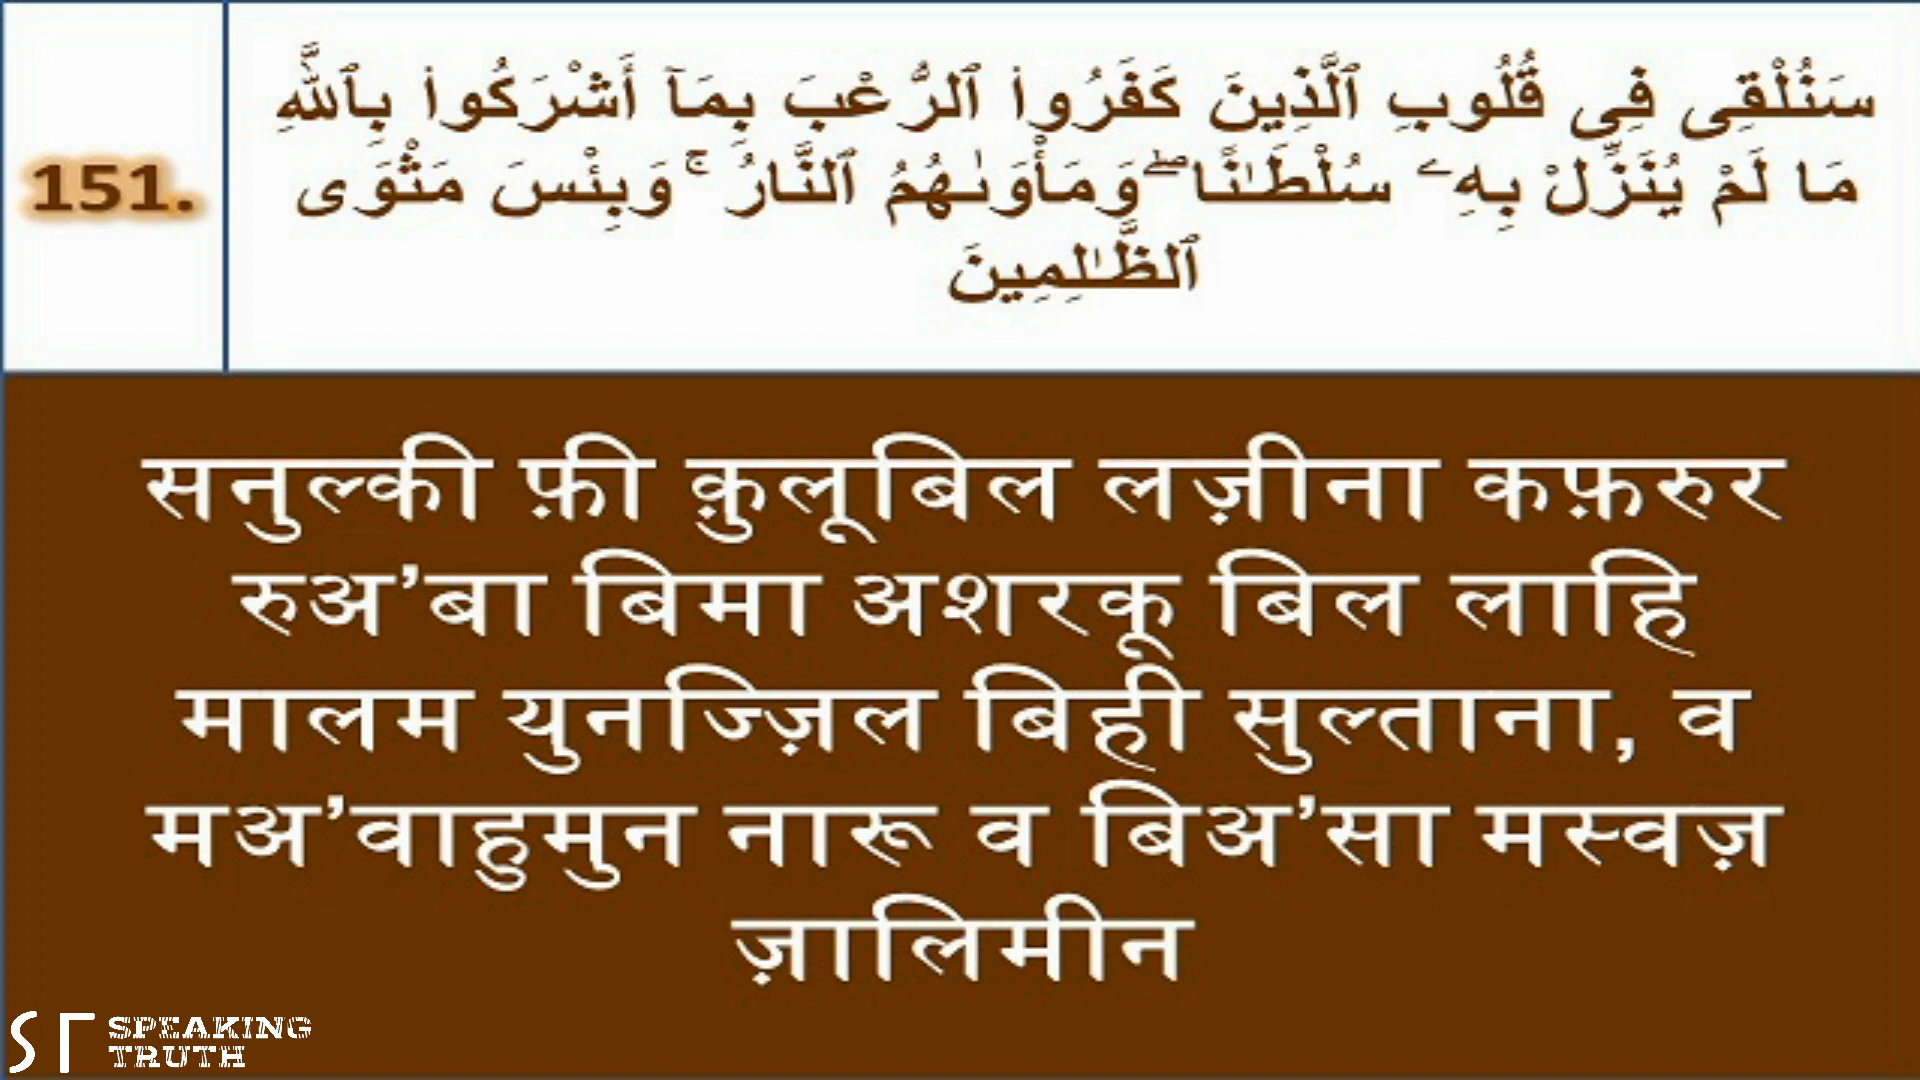 151.
سَنُلْقِى فِى قُلُوبِ ٱلَّذِينَ كَفَرُوا۟ ٱلرُّعْبَ بِمَآ أَشْرَكُوا۟ بِٱللَّهِ
مَا لَمْ يُنَزِّلْ بِهِۦ سُلْطَـٰنًا ۖ وَمَأْوَىٰهُمُ ٱلنَّارُ ۚ وَبِئْسَ مَثْوَى
ٱلظَّـٰلِمِينَ
सनुल्की फ़ी क़ुलूबिल लज़ीना कफ़रुर
रुअ’बा बिमा अशरकू बिल लाहि
मालम युनज्ज़िल बिही सुल्ताना, व
मअ’वाहुमुन नारू व बिअ’सा मस्वज़
ज़ालिमीन
ST SPEAKING
TRUTH